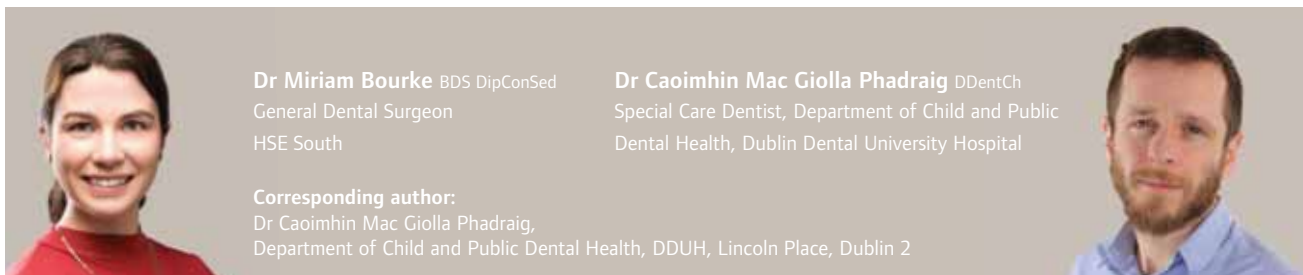 Dr Miriam Bourke BDS DipConSed
General Dental Surgeon
HSE South
Dr Caoimhin Mac Giolla Phadraig DDentCh
Special Care Dentist, Department of Child and Public
Dental Health, Dublin Dental University Hospital
Corresponding author:
Dr Caoimhin Mac Giolla Phadraig,
Department of Child and Public Dental Health, DDUH, Lincoln Place, Dublin 2